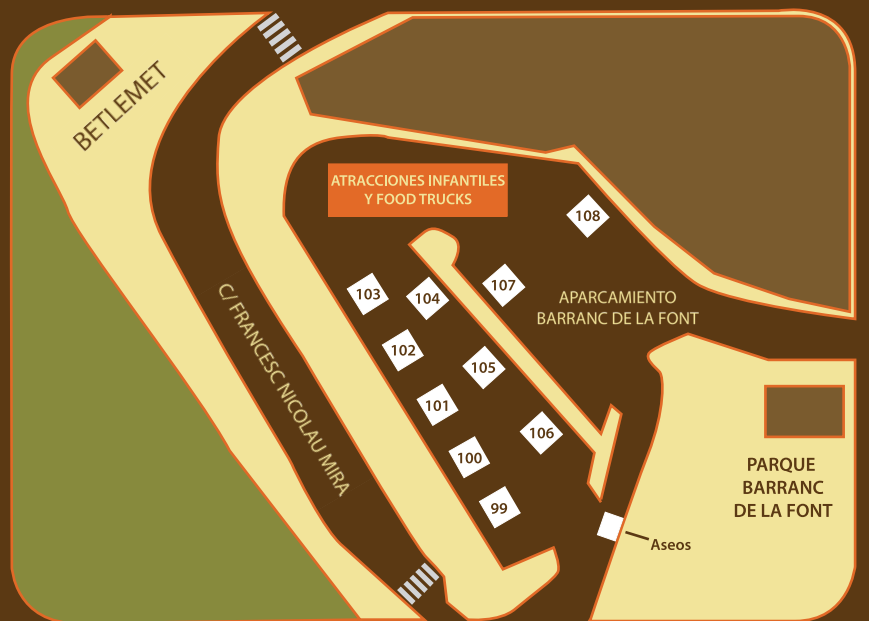 BETLEMET
ATRACCIONES INFANTILES
Y FOOD TRUCKS
108
107
103
104
APARCAMIENTO
BARRANC DE LA FONT
102
105
101
106
100
99
C/ FRANCESC NICOLAU MIRA
PARQUE
BARRANC
DE LA FONT
Aseos